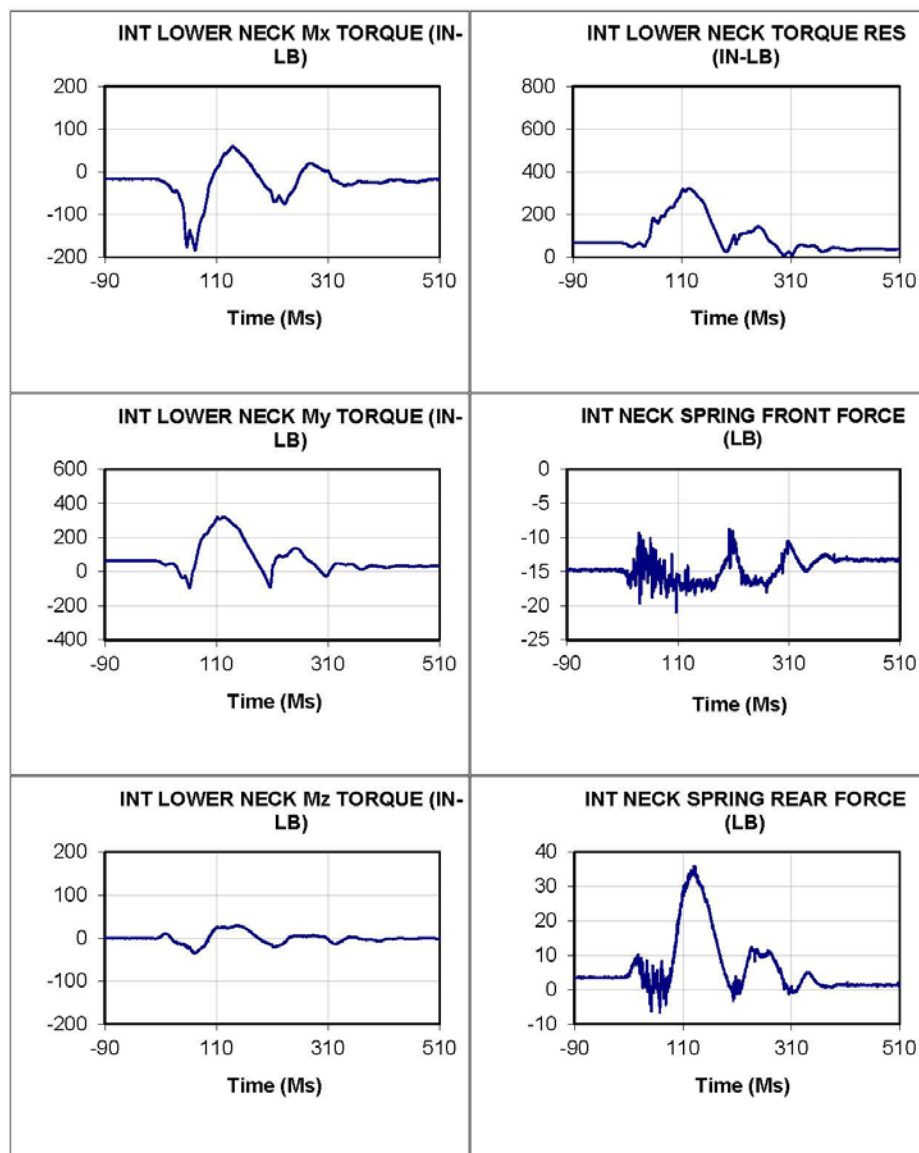 INT LOWER NECK Mx TORQUE (IN-
LB)
200
100
0
-100
-200
-90 110 310 510
Time (Ms)
INT LOWER NECK TORQUE RES
(IN-LB)
800
600
400
200
0
-90 110 310 510
Time (Ms)
INT LOWER NECK My TORQUE (IN-
LB)
600
400
200
0
-200
-400
-90 110 310 510
Time (Ms)
INT NECK SPRING FRONT FORCE
(LB)
0
-5
-10
-15
-20
-25
-90 110 310 510
Time (Ms)
INT LOWER NECK Mz TORQUE (IN-
LB)
200
100
0
-100
-200
-90 110 310 510
Time (Ms)
INT NECK SPRING REAR FORCE
(LB)
40
30
20
10
0
-10
-90 110 310 510
Time (Ms)